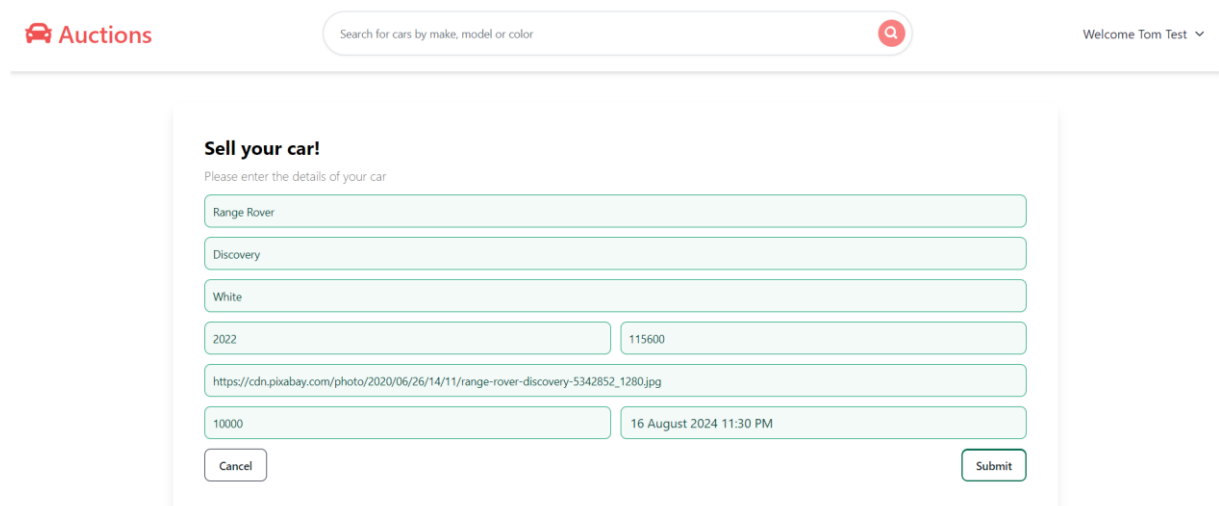 Auctions
Search for cars by make, model or color
Welcome Tom Test
Sell your car!
Please enter the details of your car
Range Rover
Discovery
White
2022 115600
https://cdn.pixabay.com/photo/2020/06/26/14/11/range-rover-discovery-5342852_1280.jpg
10000 16 August 2024 11:30 PM
Cancel Submit